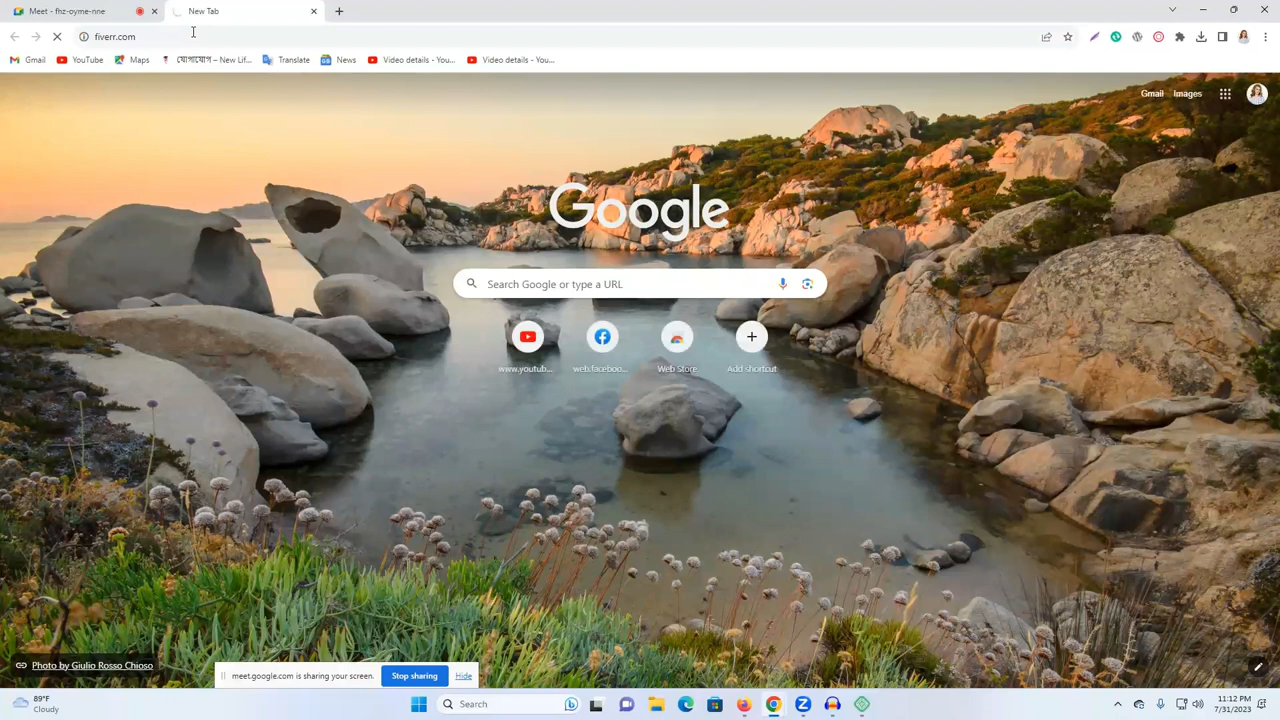 Meet - fhz-oyme-nne
New Tab
fiverr.com
Gmail
YouTube
Maps
যোগাযোগ – New Lif...
Translate
News
Video details - You...
Video details - You...
Gmail
Images
Google
Search Google or type a URL
www.youtub...
web.faceboo...
Web Store
Add shortcut
Photo by Giulio Rosso Chioso
meet.google.com is sharing your screen.
Stop sharing
Hide
89°F
Cloudy
Search
11:12 PM
7/31/2023